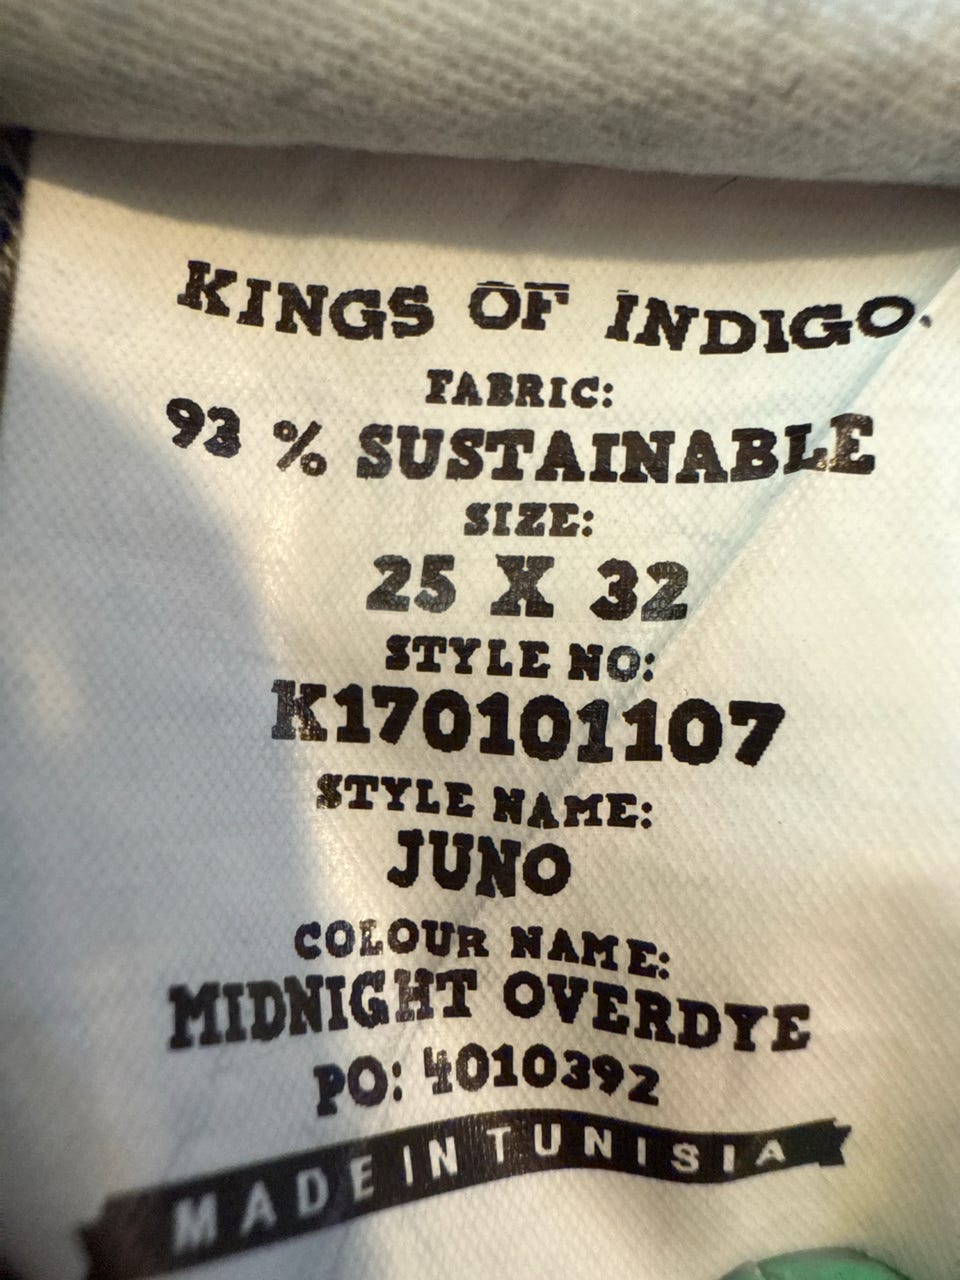 KINGS OF INDIGO.
FABRIC:
93 % SUSTAINABLE
SIZE:
25 X 32
STYLE NO:
K170101107
STYLE NAME:
JUNO
COLOUR NAME:
MIDNIGHT OVERDYE
PO: 4010392
MADE IN TUNISIA